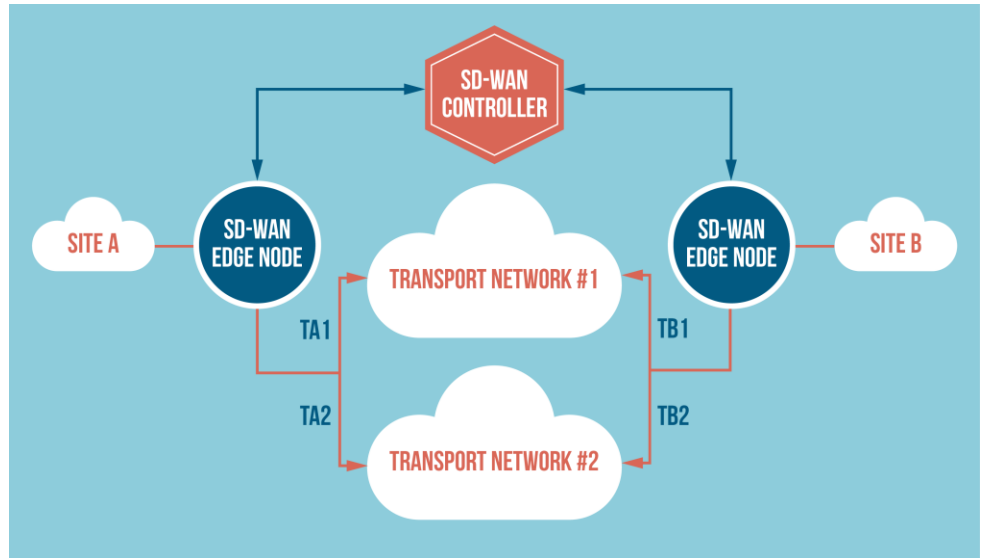 SD-WAN
CONTROLLER
SITE A
SD-WAN
EDGE NODE
SD-WAN
EDGE NODE
SITE B
TRANSPORT NETWORK #1
TA1
TB1
TA2
TB2
TRANSPORT NETWORK #2